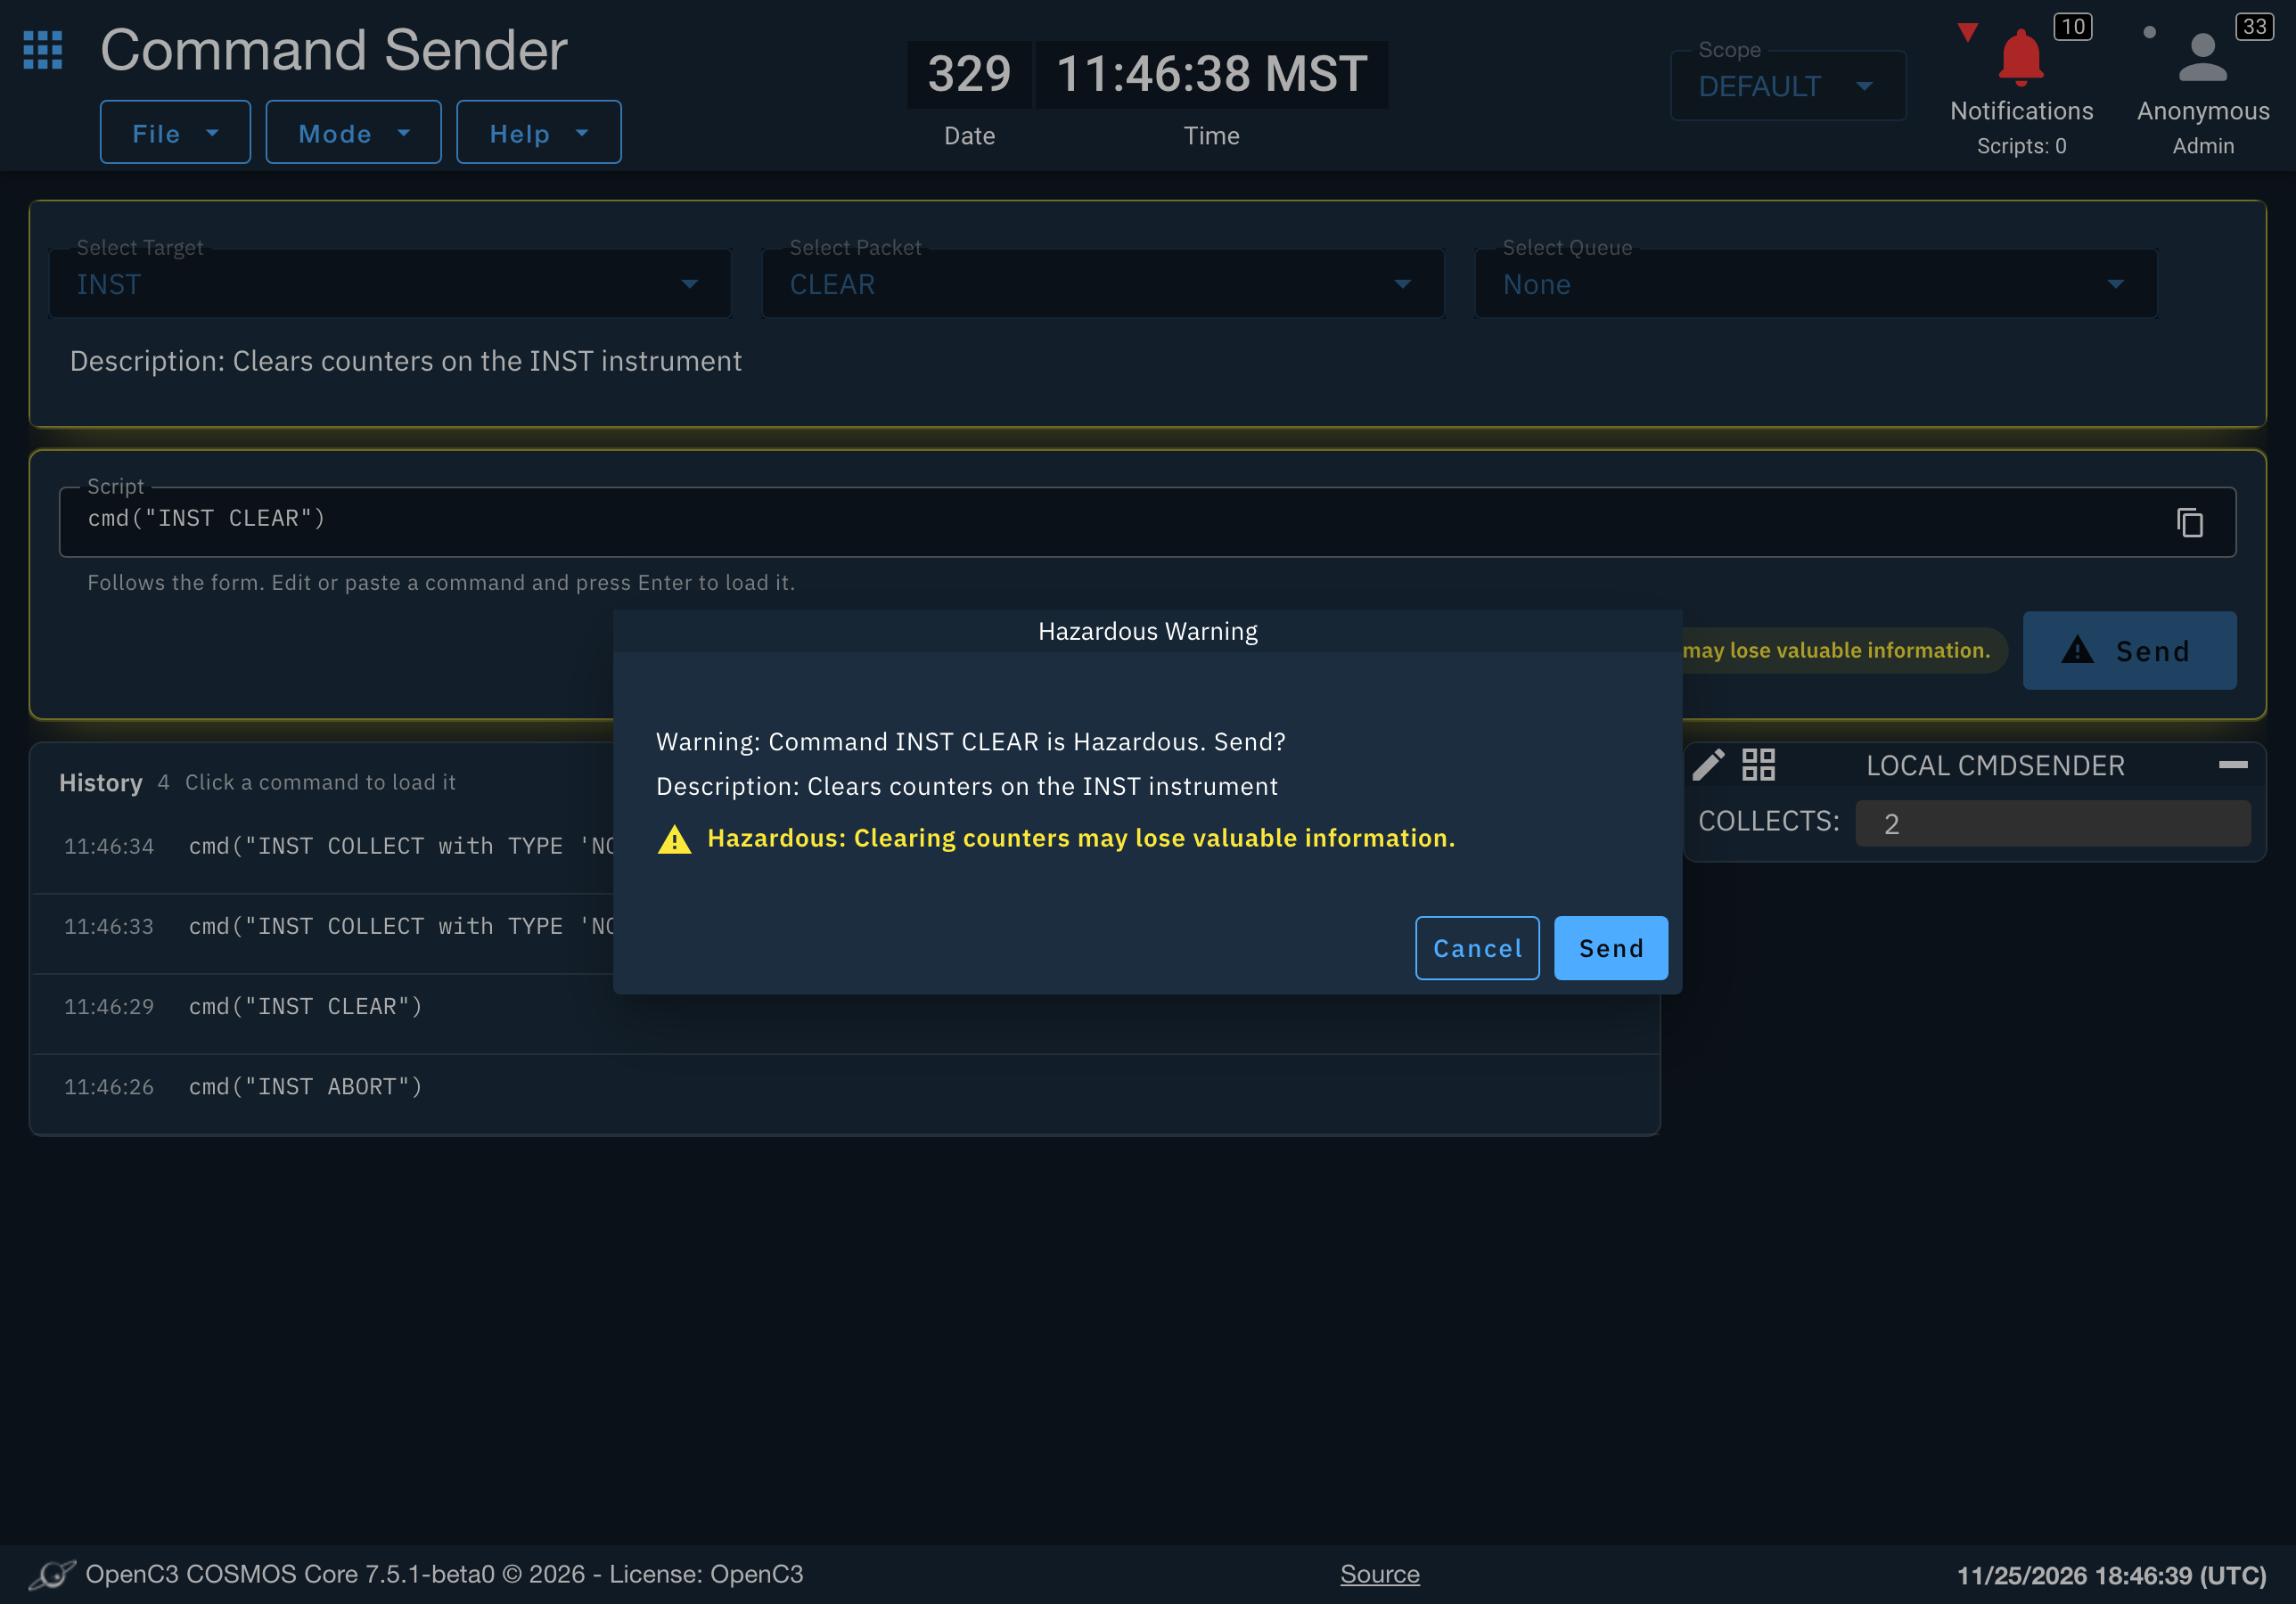 Command Sender
File
Mode
Help
329
11:46:38 MST
Date
Time
Scope
DEFAULT
10
Notifications
Scripts: 0
33
Anonymous
Admin
Select Target
INST
Select Packet
CLEAR
Select Queue
None
Description: Clears counters on the INST instrument
Script
cmd("INST CLEAR")
Follows the form. Edit or paste a command and press Enter to load it.
may lose valuable information.
Send
Hazardous Warning
Warning: Command INST CLEAR is Hazardous. Send?
Description: Clears counters on the INST instrument
Hazardous: Clearing counters may lose valuable information.
Cancel
Send
History 4 Click a command to load it
11:46:34 cmd("INST COLLECT with TYPE 'NO
11:46:33 cmd("INST COLLECT with TYPE 'NO
11:46:29 cmd("INST CLEAR")
11:46:26 cmd("INST ABORT")
LOCAL CMDSENDER
COLLECTS: 2
OpenC3 COSMOS Core 7.5.1-beta0 © 2026 - License: OpenC3
Source
11/25/2026 18:46:39 (UTC)